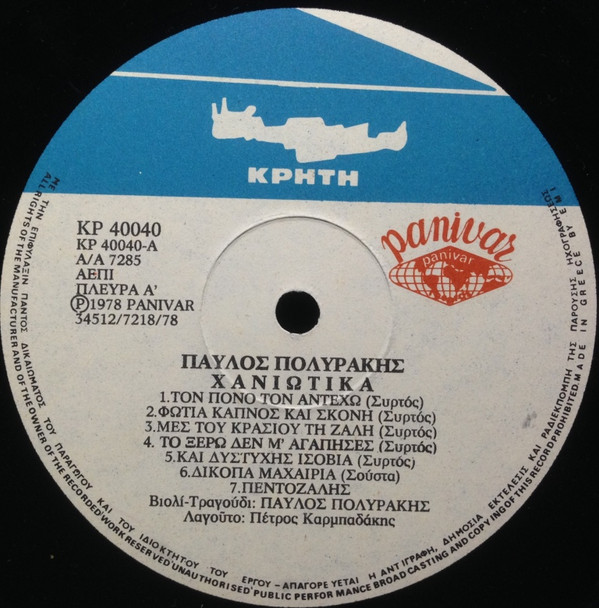 ΚΡΗΤΗ
KP 40040
KP 40040-A
A/A 7285
ΑΕΠΙ
ΠΛΕΥΡΑ Α'
Ⓟ1978 PANIVAR
34512/7218/78
panivar
panivar
ΠΑΥΛΟΣ ΠΟΛΥΡΑΚΗΣ
ΧΑΝΙΩΤΙΚΑ
1.ΤΟΝ ΠΟΝΟ ΤΟΝ ΑΝΤΕΧΩ (Συρτός)
2.ΦΩΤΙΑ ΚΑΠΝΟΣ ΚΑΙ ΣΚΟΝΗ (Συρτός)
3.ΜΕΣ ΤΟΥ ΚΡΑΣΙΟΥ ΤΗ ΖΑΛΗ (Συρτός)
4. ΤΟ ΞΕΡΩ ΔΕΝ Μ' ΑΓΑΠΗΣΕΣ (Συρτός)
5.ΚΑΙ ΔΥΣΤΥΧΗΣ ΙΣΟΒΙΑ (Συρτός)
6.ΔΙΚΟΠΑ ΜΑΧΑΙΡΙΑ (Σούστα)
7.ΠΕΝΤΟΖΑΛΗΣ
Βιολί-Τραγούδι: ΠΑΥΛΟΣ ΠΟΛΥΡΑΚΗΣ
Λαγούτο: Πέτρος Καρμπαδάκης
ΜΕ ΤΗΝ ΕΠΙΦΥΛΑΞΙΝ ΠΑΝΤΟΣ ΔΙΚΑΙΩΜΑΤΟΣ ΤΟΥ ΠΑΡΑΓΩΓΟΥ ΚΑΙ ΤΟΥ ΙΔΙΟΚΤΗΤΟΥ ΤΟΥ ΕΡΓΟΥ - ΑΠΑΓΟΡΕΥΕΤΑΙ Η ΑΝΤΙΓΡΑΦΗ, ΔΗΜΟΣΙΑ ΕΚΤΕΛΕΣΙΣ ΚΑΙ ΡΑΔΙΕΚΠΟΜΠΗ ΤΗΣ ΠΑΡΟΥΣΗΣ ΗΧΟΓΡΑΦΗΣΕΩΣ
ALL RIGHTS OF THE MANUFACTURER AND OF THE OWNER OF THE RECORDED WORK RESERVED UNAUTHORISED PUBLIC PERFORMANCE BROADCASTING AND COPYING OF THIS RECORD PROHIBITED. MADE IN GREECE BY EMI